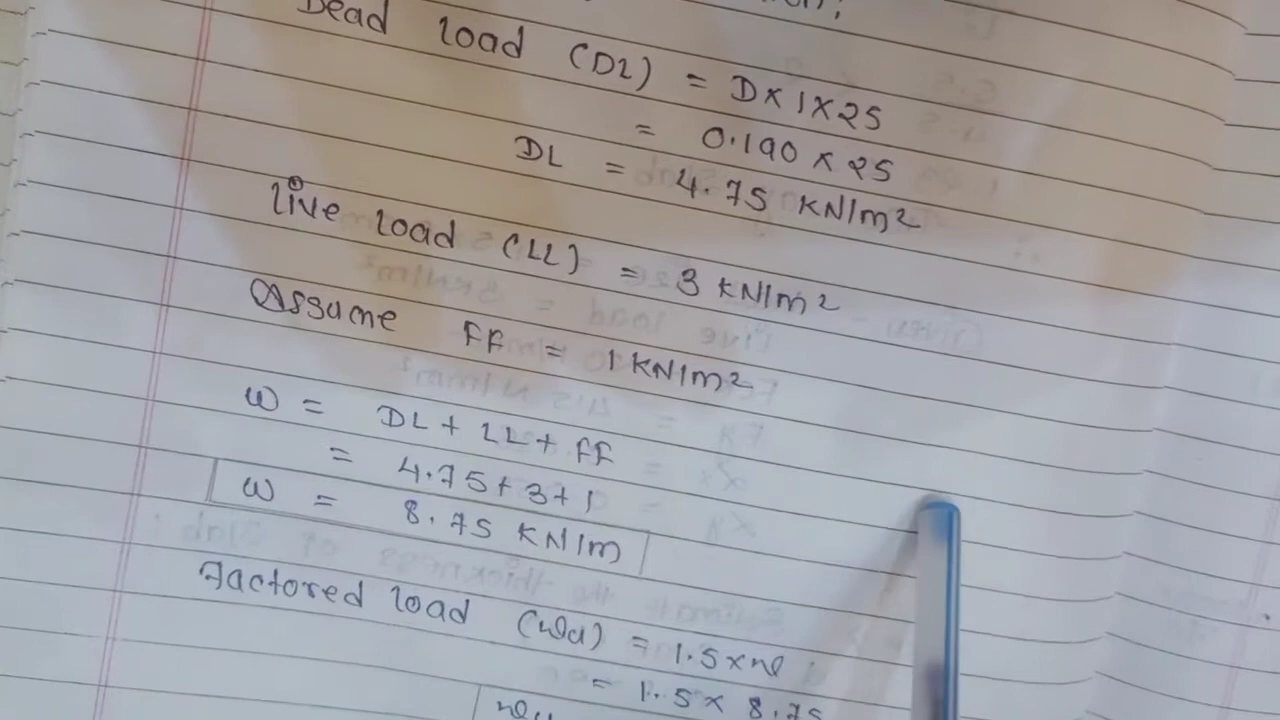 Dead load (DL) = D×1×25
= 0.190 × 25
DL = 4.75 KN/m2
Live load (LL) = 3 KN/m2
Assume FF = 1 KN/m2
W = DL + LL + FF
= 4.75+3+1
W = 8.75 KN/m
Factored load (Wu) = 1.5×W
= 1.5 × 8.75